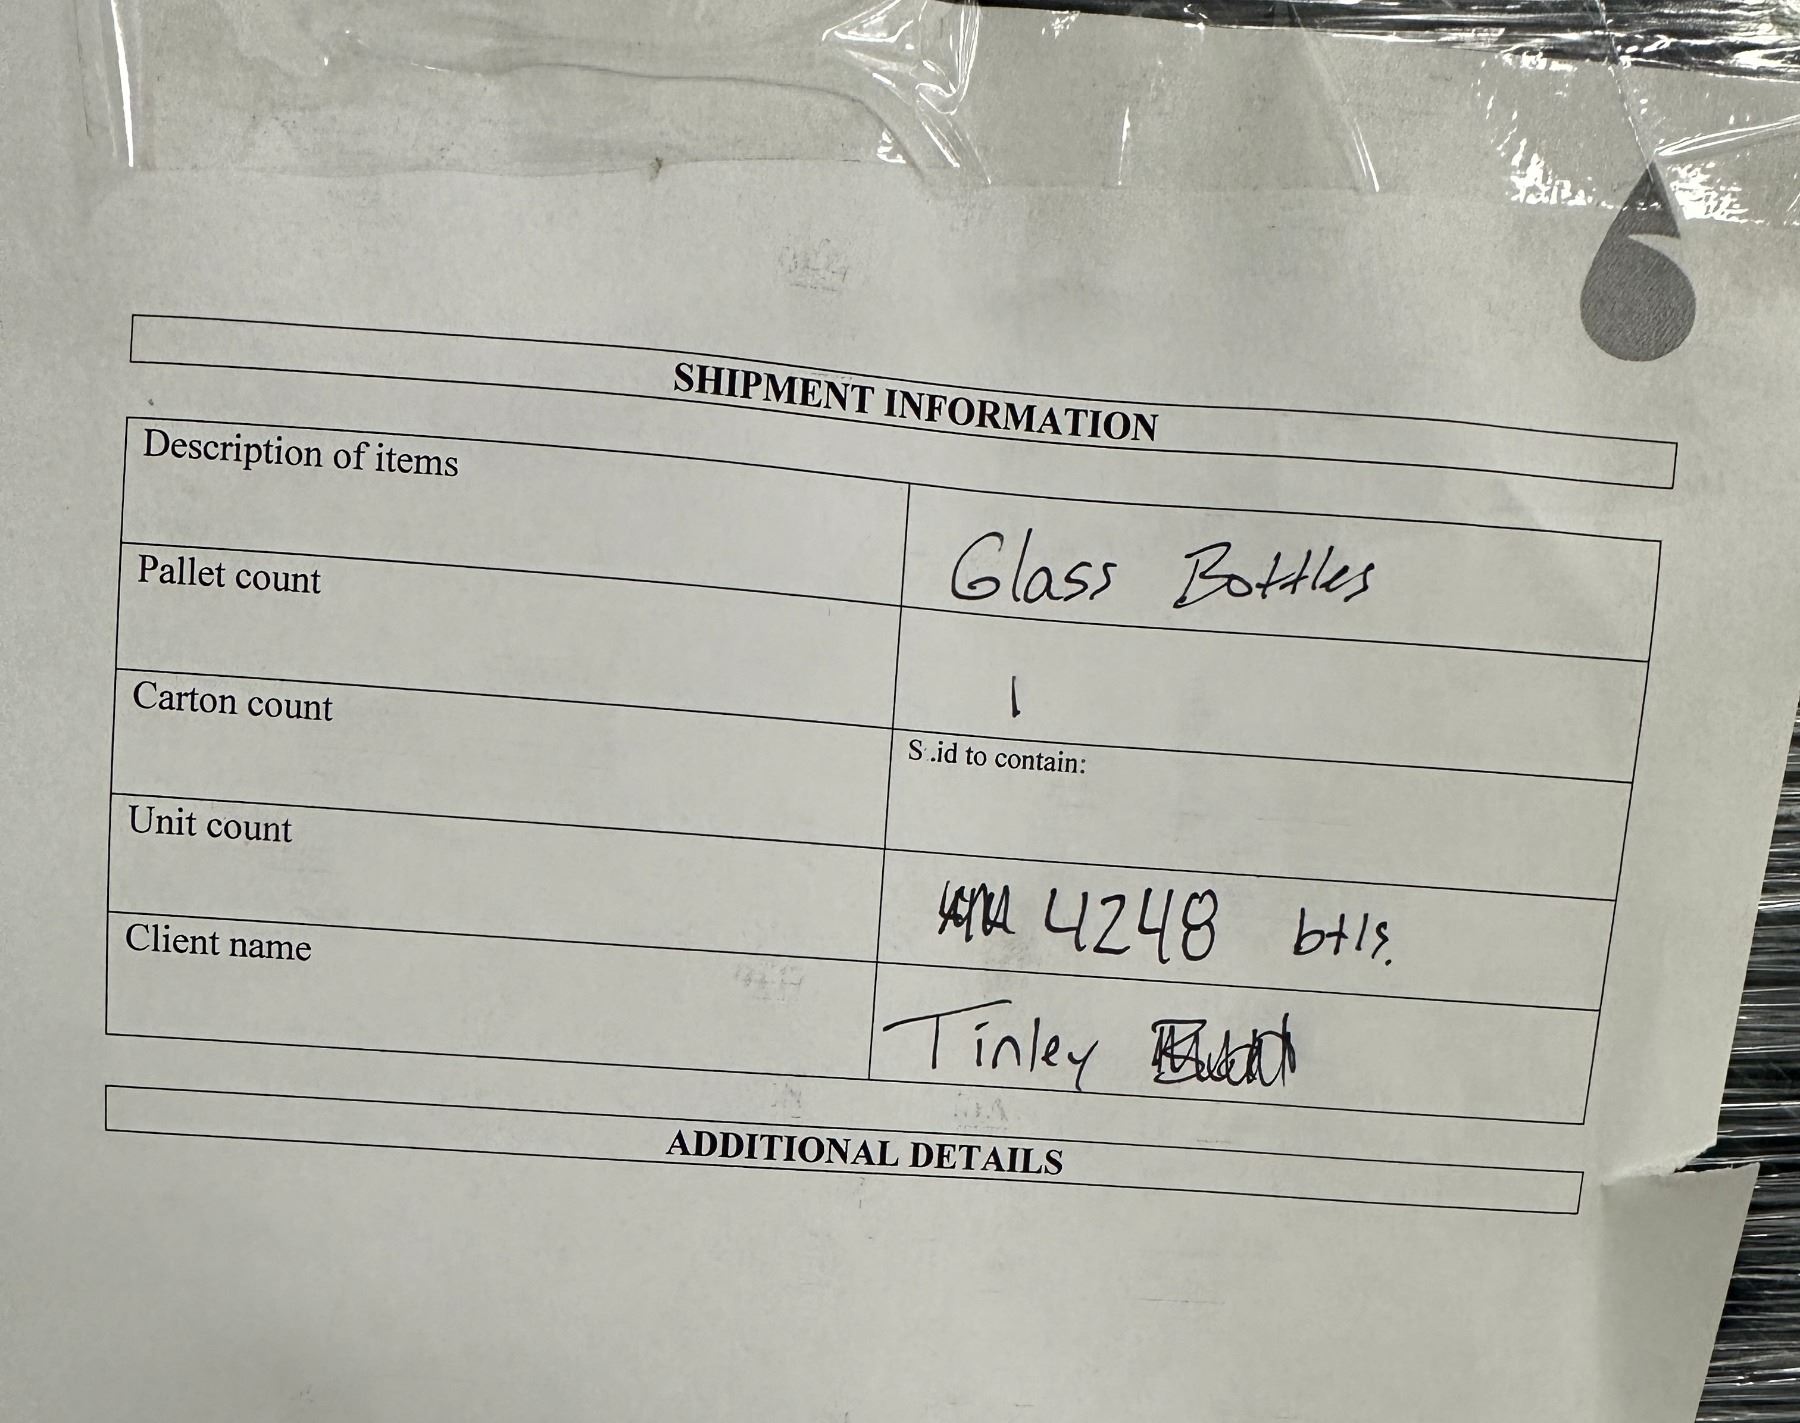 SHIPMENT INFORMATION
Description of items
Glass Bottles
Pallet count
1
Carton count
S.id to contain:
Unit count
4248 btls.
Client name
Tinley
ADDITIONAL DETAILS